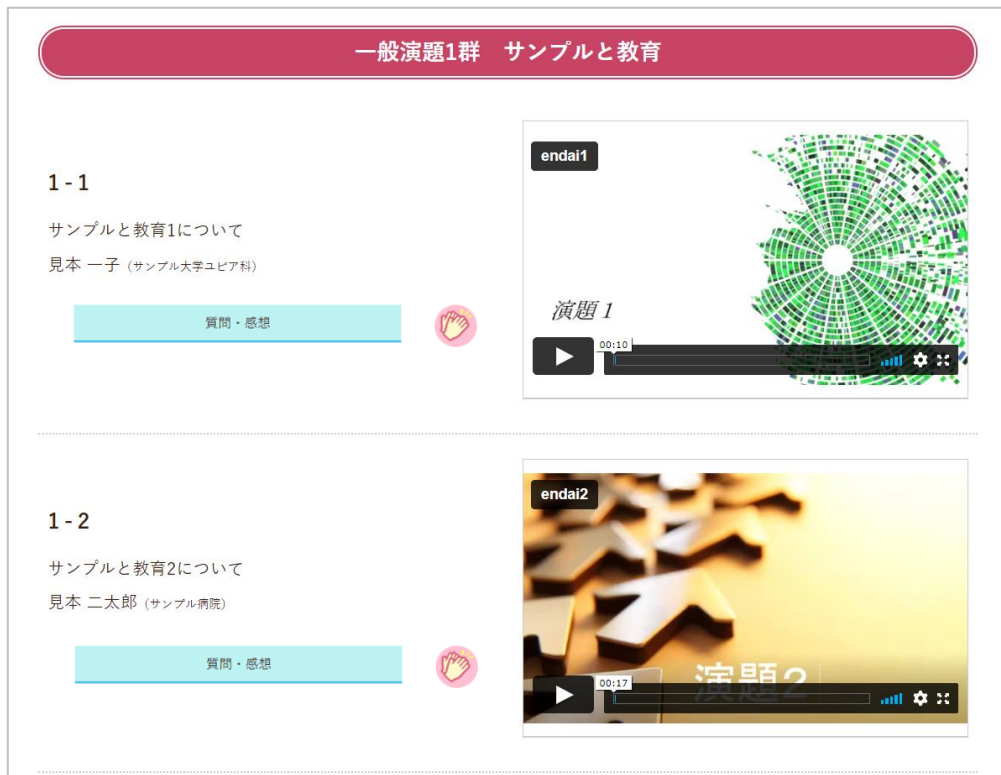 一般演題1群　サンプルと教育
1 - 1
サンプルと教育1について
見本 一子（サンプル大学ユピア科）
質問・感想
endai1
演題 1
00:10
1 - 2
サンプルと教育2について
見本 二太郎（サンプル病院）
質問・感想
endai2
演題2
00:17